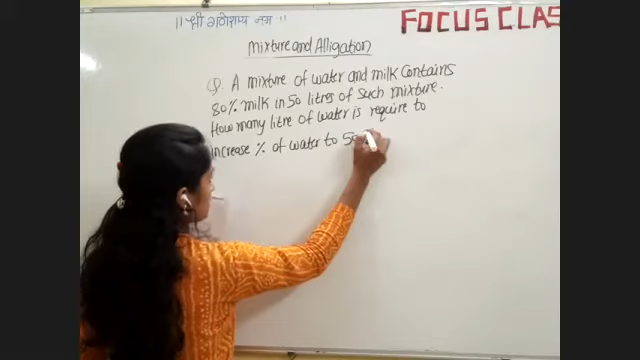 ॥ श्री गणेशाय नमः ॥
FOCUS CLAS
Mixture and Alligation
Q. A mixture of water and milk contains
80% milk in 50 litres of such mixture.
How many litre of water is require to
increase % of water to 50